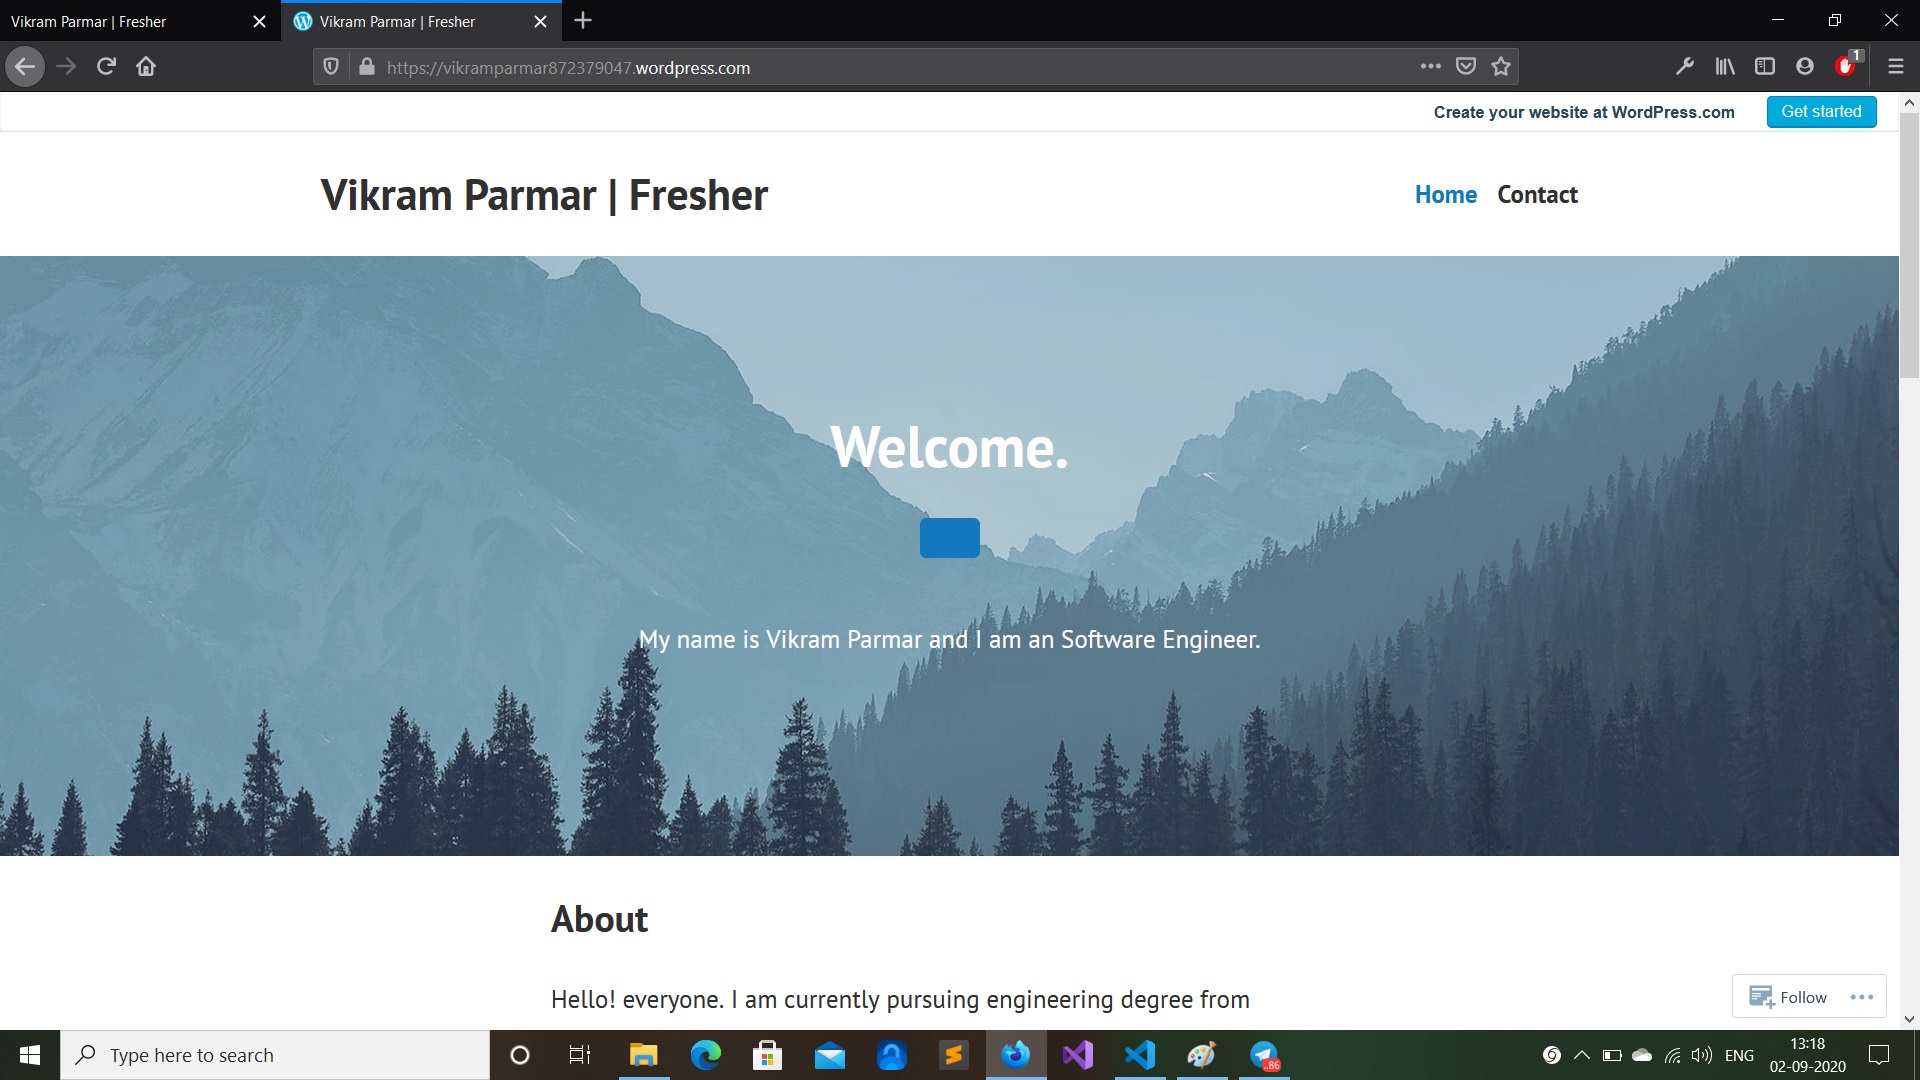 Vikram Parmar | Fresher
Vikram Parmar | Fresher
https://vikramparmar872379047.wordpress.com
1
Create your website at WordPress.com
Get started
Vikram Parmar | Fresher
Home
Contact
Welcome.
My name is Vikram Parmar and I am an Software Engineer.
About
Hello! everyone. I am currently pursuing engineering degree from
Follow
Type here to search
..86
ENG
13:18
02-09-2020